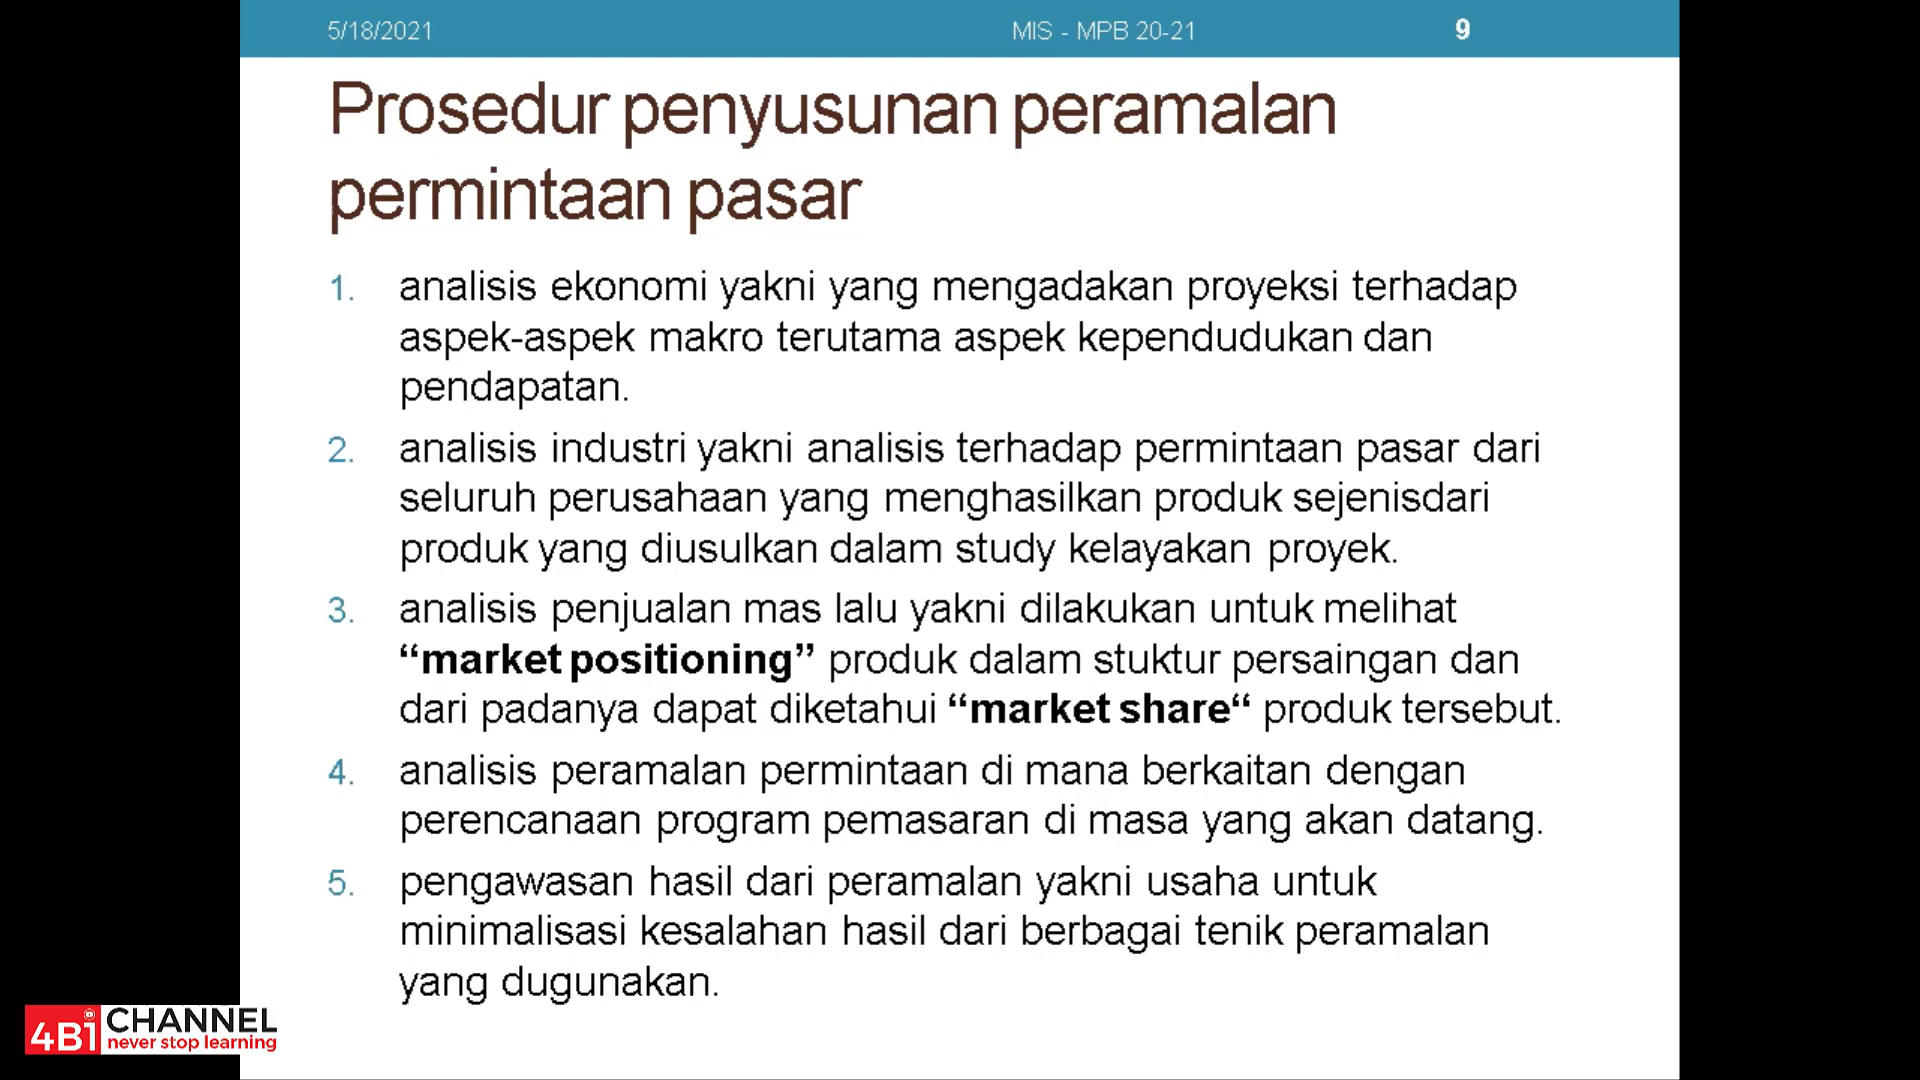 5/18/2021 MIS - MPB 20-21 9
Prosedur penyusunan peramalan
permintaan pasar
1. analisis ekonomi yakni yang mengadakan proyeksi terhadap
aspek-aspek makro terutama aspek kependudukan dan
pendapatan.
2. analisis industri yakni analisis terhadap permintaan pasar dari
seluruh perusahaan yang menghasilkan produk sejenisdari
produk yang diusulkan dalam study kelayakan proyek.
3. analisis penjualan mas lalu yakni dilakukan untuk melihat
“market positioning” produk dalam stuktur persaingan dan
dari padanya dapat diketahui “market share“ produk tersebut.
4. analisis peramalan permintaan di mana berkaitan dengan
perencanaan program pemasaran di masa yang akan datang.
5. pengawasan hasil dari peramalan yakni usaha untuk
minimalisasi kesalahan hasil dari berbagai tenik peramalan
yang dugunakan.
4Bi CHANNEL
never stop learning